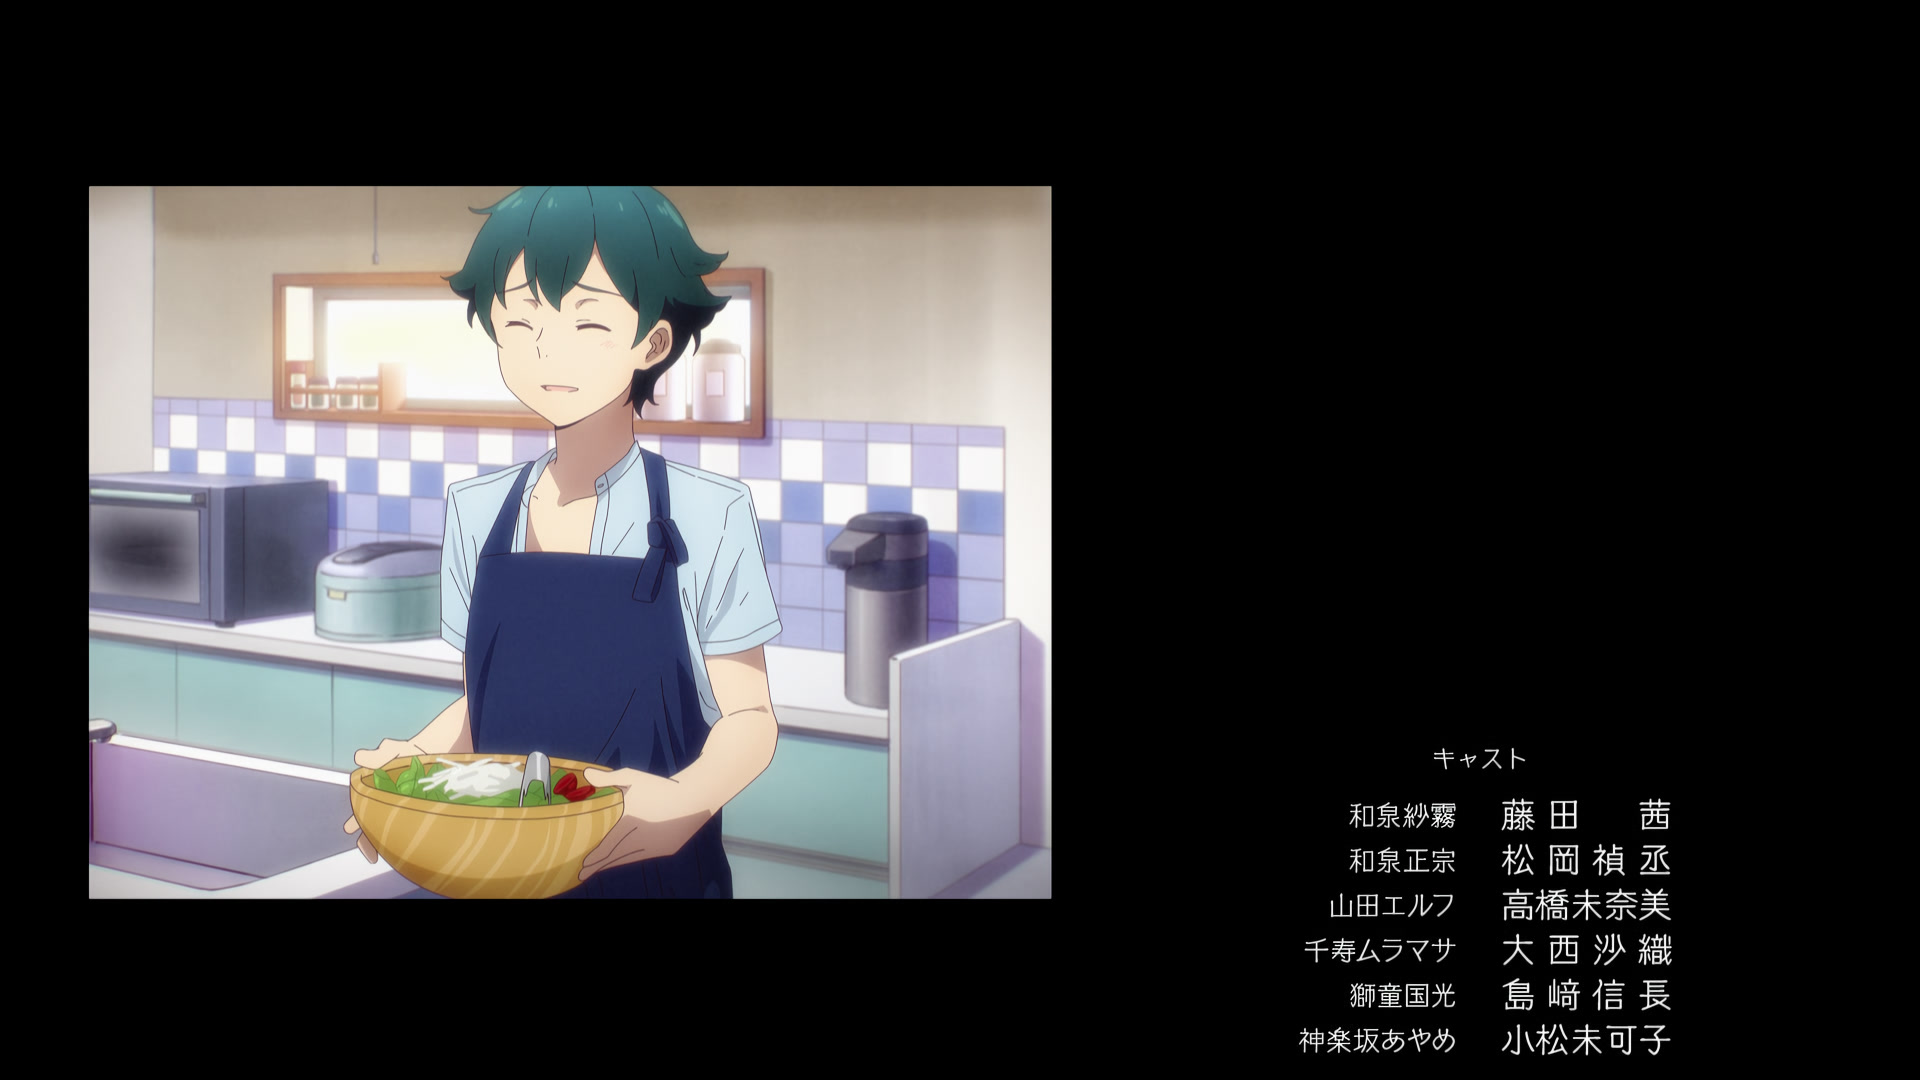 キャスト
和泉紗霧 藤田 茜
和泉正宗 松岡禎丞
山田エルフ 高橋未奈美
千寿ムラマサ 大西沙織
獅童国光 島﨑信長
神楽坂あやめ 小松未可子